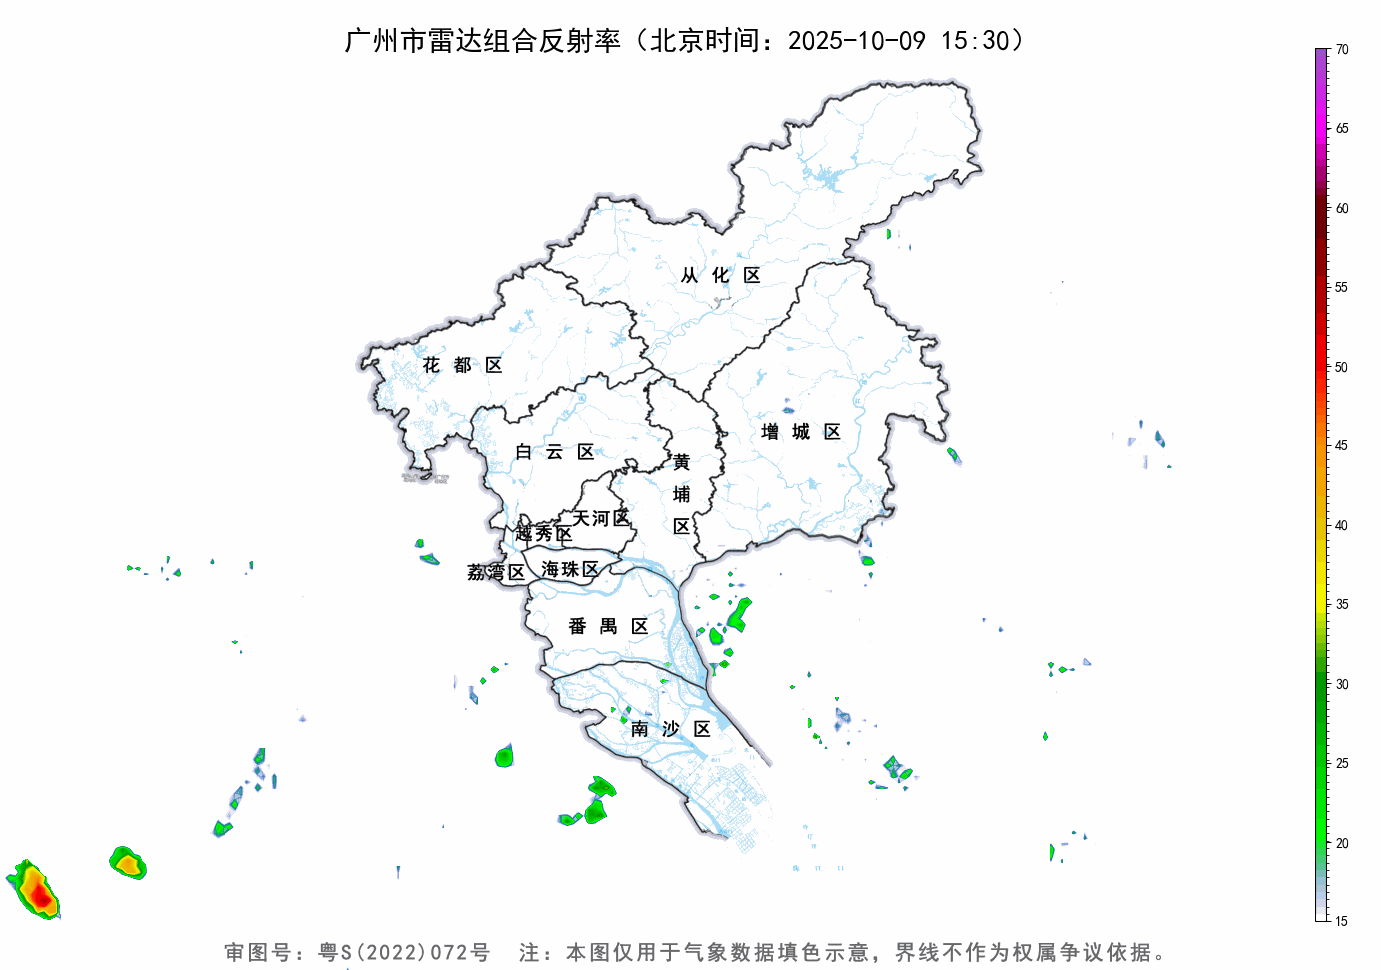 广州市雷达组合反射率（北京时间：2025-10-09 15:30）
70
65
60
55
50
45
40
35
30
25
20
15
从化区
花都区
增城区
白云区
黄埔区
天河区
越秀区
荔湾区
海珠区
番禺区
南沙区
审图号：粤S(2022)072号 注：本图仅用于气象数据填色示意，界线不作为权属争议依据。